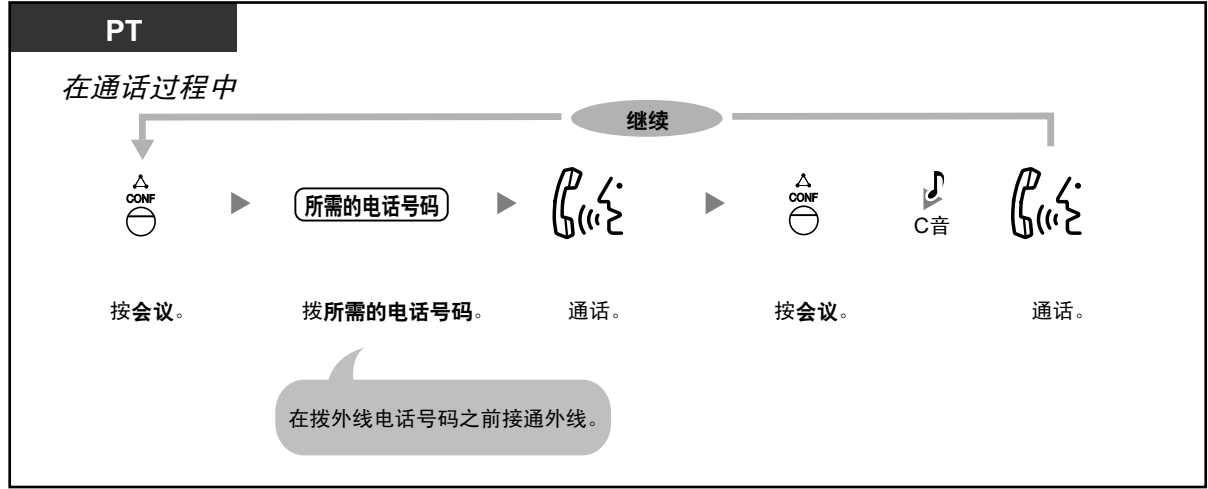 PT
在通话过程中
继续
CONF
所需的电话号码
CONF
C音
按会议。
拨所需的电话号码。
通话。
按会议。
通话。
在拨外线电话号码之前接通外线。